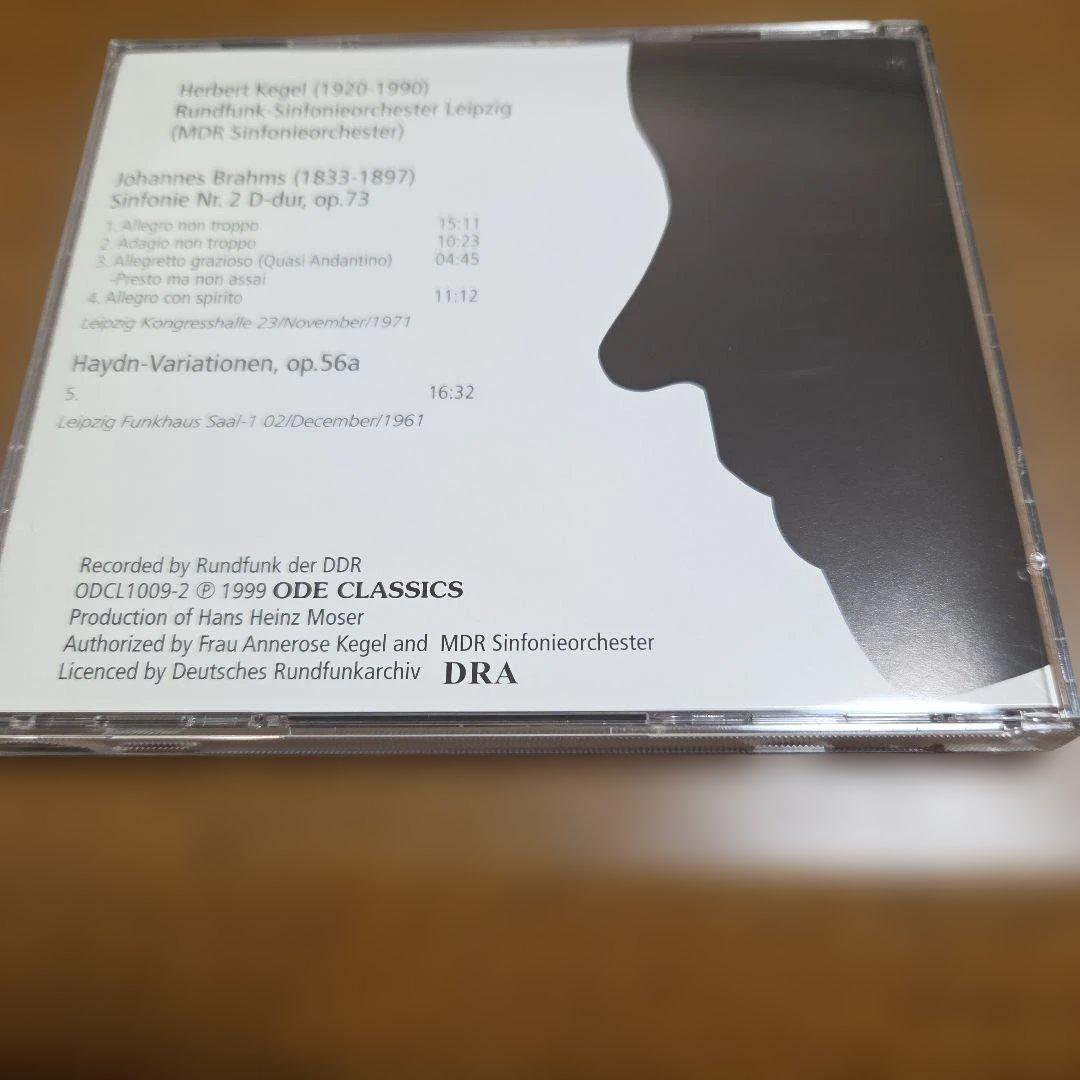 Herbert Kegel (1920-1990)
Rundfunk-Sinfonieorchester Leipzig
(MDR Sinfonieorchester)
Johannes Brahms (1833-1897)
Sinfonie Nr. 2 D-dur, op.73
1. Allegro non troppo 15:11
2. Adagio non troppo 10:23
3. Allegretto grazioso (Quasi Andantino) 04:45
-Presto ma non assai
4. Allegro con spirito 11:12
Leipzig Kongresshalle 23/November/1971
Haydn-Variationen, op.56a
5. 16:32
Leipzig Funkhaus Saal-1 02/December/1961
Recorded by Rundfunk der DDR
ODCL1009-2 ℗ 1999 ODE CLASSICS
Production of Hans Heinz Moser
Authorized by Frau Annerose Kegel and MDR Sinfonieorchester
Licenced by Deutsches Rundfunkarchiv DRA